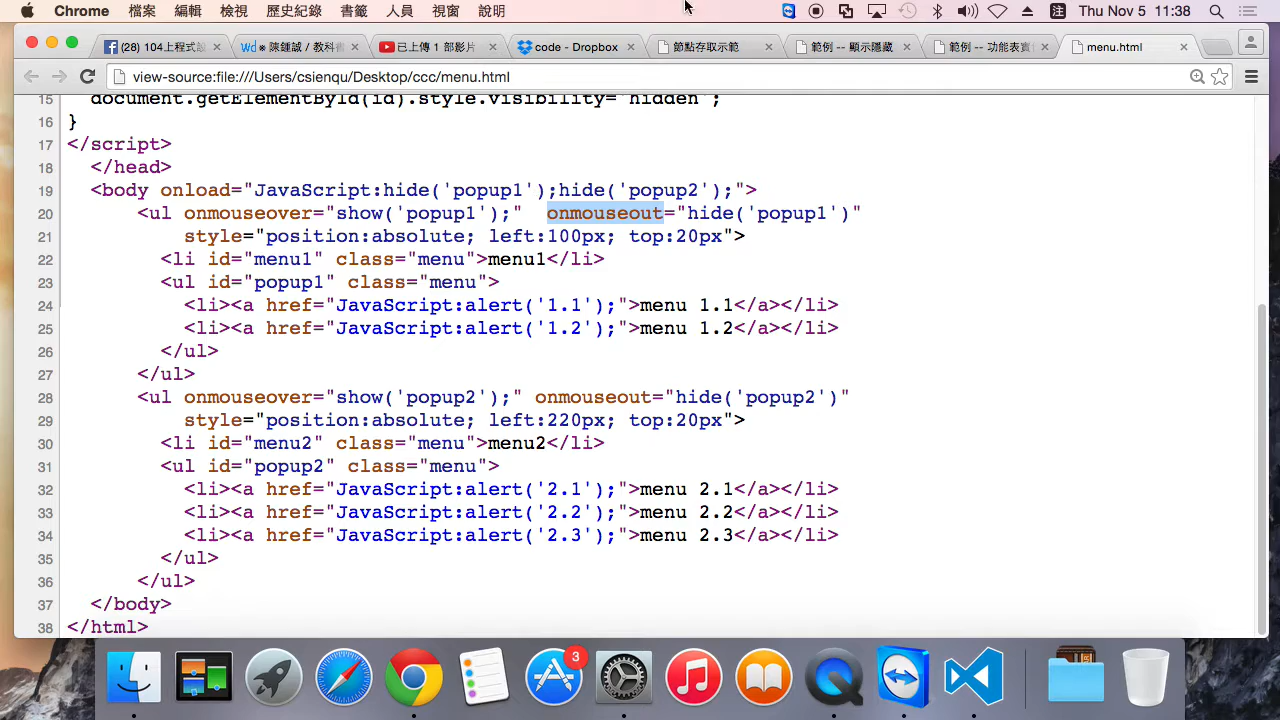 Chrome 檔案 編輯 檢視 歷史紀錄 書籤 人員 視窗 說明 注 Thu Nov 5 11:38
(28) 104上程式設 Wd ※ 陳鍾誠 / 教科書 已上傳 1 部影片 code - Dropbox 節點存取示範 範例 -- 顯示隱藏 範例 -- 功能表實 menu.html
view-source:file:///Users/csienqu/Desktop/ccc/menu.html
15 document.getElementById(id).style.visibility="hidden";
16 }
17 </script>
18 </head>
19 <body onload="JavaScript:hide('popup1');hide('popup2');">
20 <ul onmouseover="show('popup1');" onmouseout="hide('popup1')"
21 style="position:absolute; left:100px; top:20px">
22 <li id="menu1" class="menu">menu1</li>
23 <ul id="popup1" class="menu">
24 <li><a href="JavaScript:alert('1.1');">menu 1.1</a></li>
25 <li><a href="JavaScript:alert('1.2');">menu 1.2</a></li>
26 </ul>
27 </ul>
28 <ul onmouseover="show('popup2');" onmouseout="hide('popup2')"
29 style="position:absolute; left:220px; top:20px">
30 <li id="menu2" class="menu">menu2</li>
31 <ul id="popup2" class="menu">
32 <li><a href="JavaScript:alert('2.1');">menu 2.1</a></li>
33 <li><a href="JavaScript:alert('2.2');">menu 2.2</a></li>
34 <li><a href="JavaScript:alert('2.3');">menu 2.3</a></li>
35 </ul>
36 </ul>
37 </body>
38 </html>
3